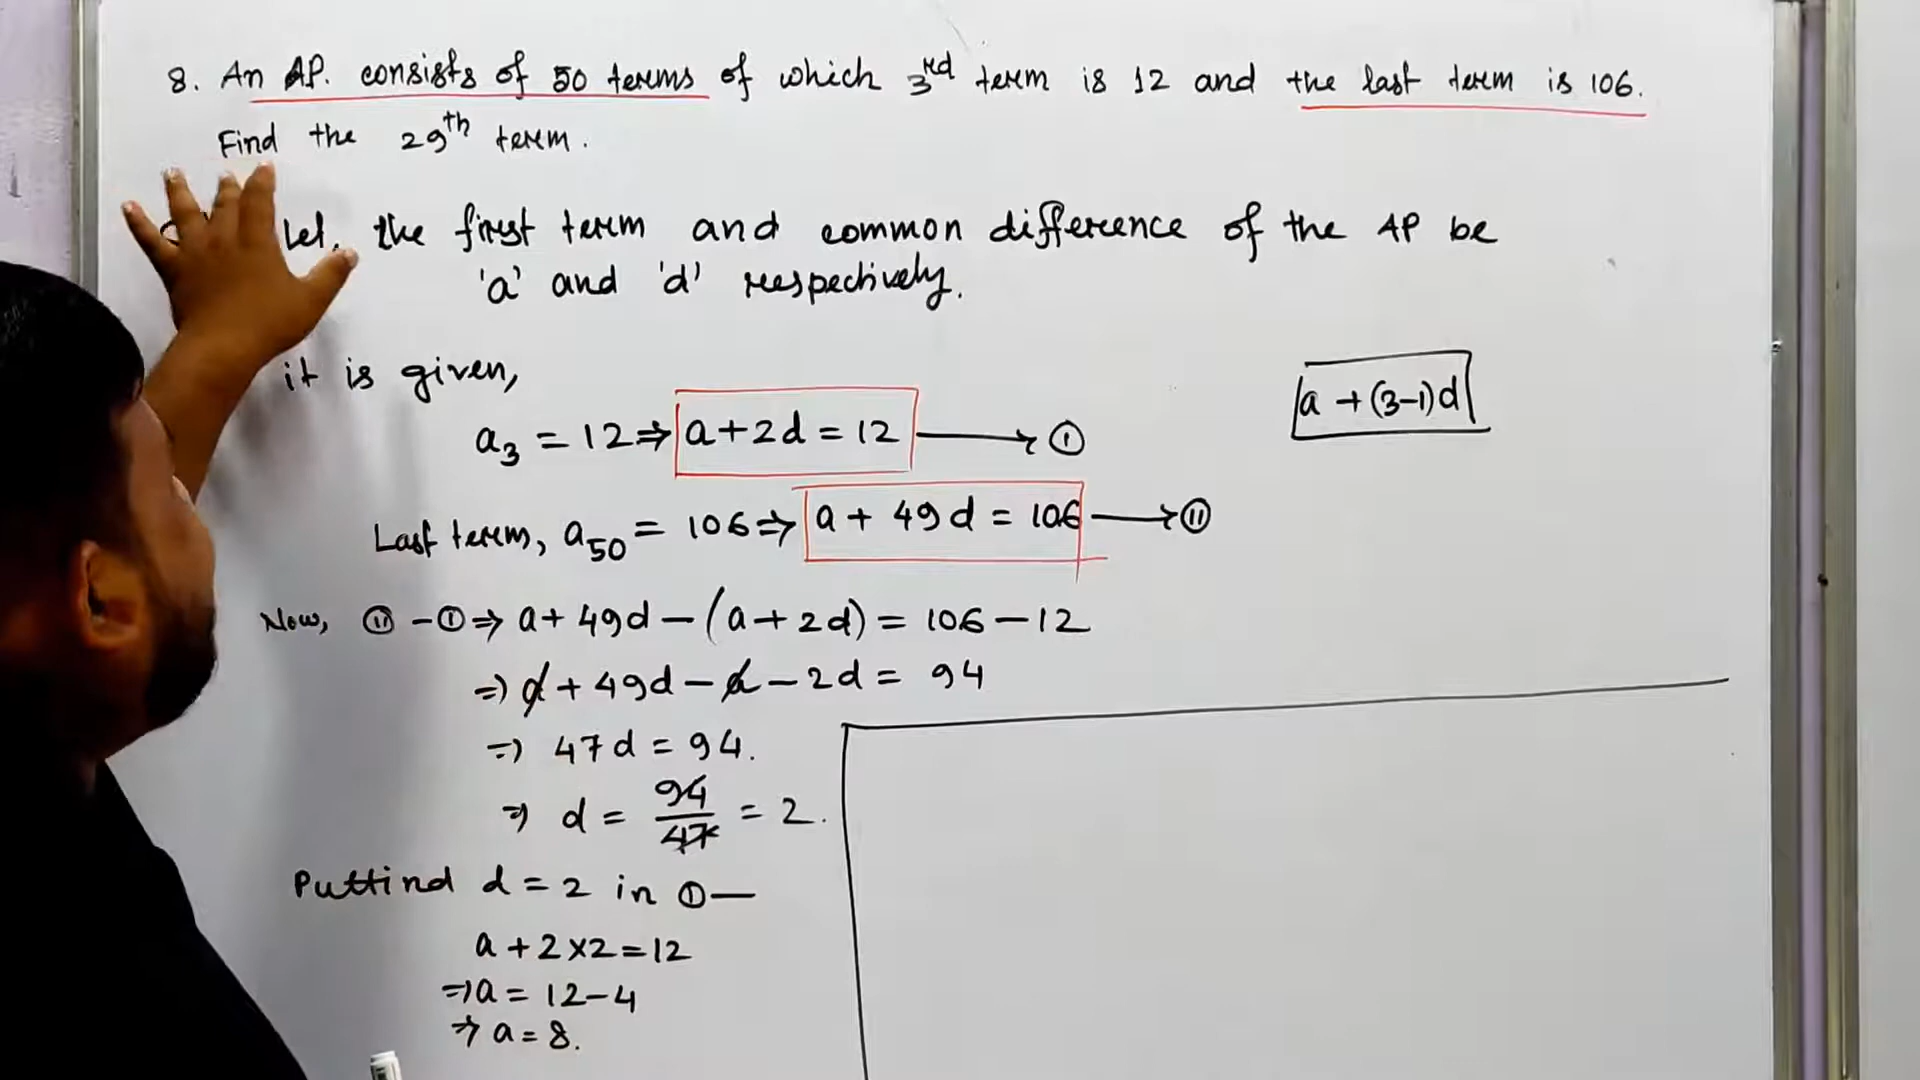 8. An AP. consists of 50 terms of which 3rd term is 12 and the last term is 106.
Find the 29th term.
Let, the first term and common difference of the AP be
'a' and 'd' respectively.
it is given,
a + (3-1)d
a₃ = 12 ⇒ a+2d = 12 → ①
Last term, a₅₀ = 106 ⇒ a + 49d = 106 → ⑪
Now, ⑪ - ① ⇒ a + 49d - (a + 2d) = 106 - 12
⇒ a + 49d - a - 2d = 94
⇒ 47d = 94.
⇒ d = 94/47 = 2.
Puttind d = 2 in ① —
a + 2×2 = 12
⇒ a = 12-4
⇒ a = 8.